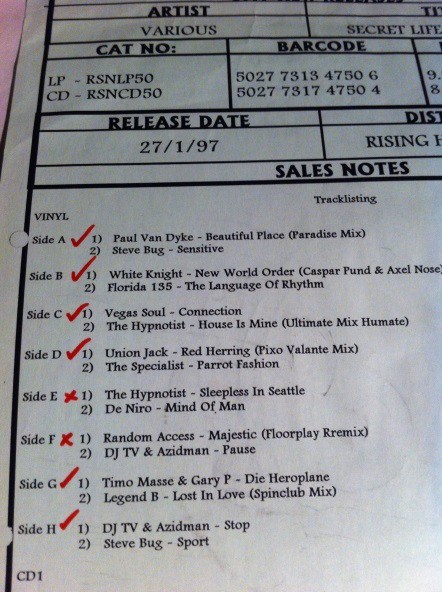 ARTIST
VARIOUS
SECRET LIFE
CAT NO:
BARCODE
LP - RSNLP50
5027 7313 4750 6
9.
CD - RSNCD50
5027 7317 4750 4
8
RELEASE DATE
27/1/97
RISING
SALES NOTES
Tracklisting
VINYL
Side A 1) Paul Van Dyke - Beautiful Place (Paradise Mix)
2) Steve Bug - Sensitive
Side B 1) White Knight - New World Order (Caspar Pund & Axel Nose
2) Florida 135 - The Language Of Rhythm
Side C 1) Vegas Soul - Connection
2) The Hypnotist - House Is Mine (Ultimate Mix Humate)
Side D 1) Union Jack - Red Herring (Pixo Valante Mix)
2) The Specialist - Parrot Fashion
Side E 1) The Hypnotist - Sleepless In Seattle
2) De Niro - Mind Of Man
Side F 1) Random Access - Majestic (Floorplay Rremix)
2) DJ TV & Azidman - Pause
Side G 1) Timo Masse & Gary P - Die Heroplane
2) Legend B - Lost In Love (Spinclub Mix)
Side H 1) DJ TV & Azidman - Stop
2) Steve Bug - Sport
CD1